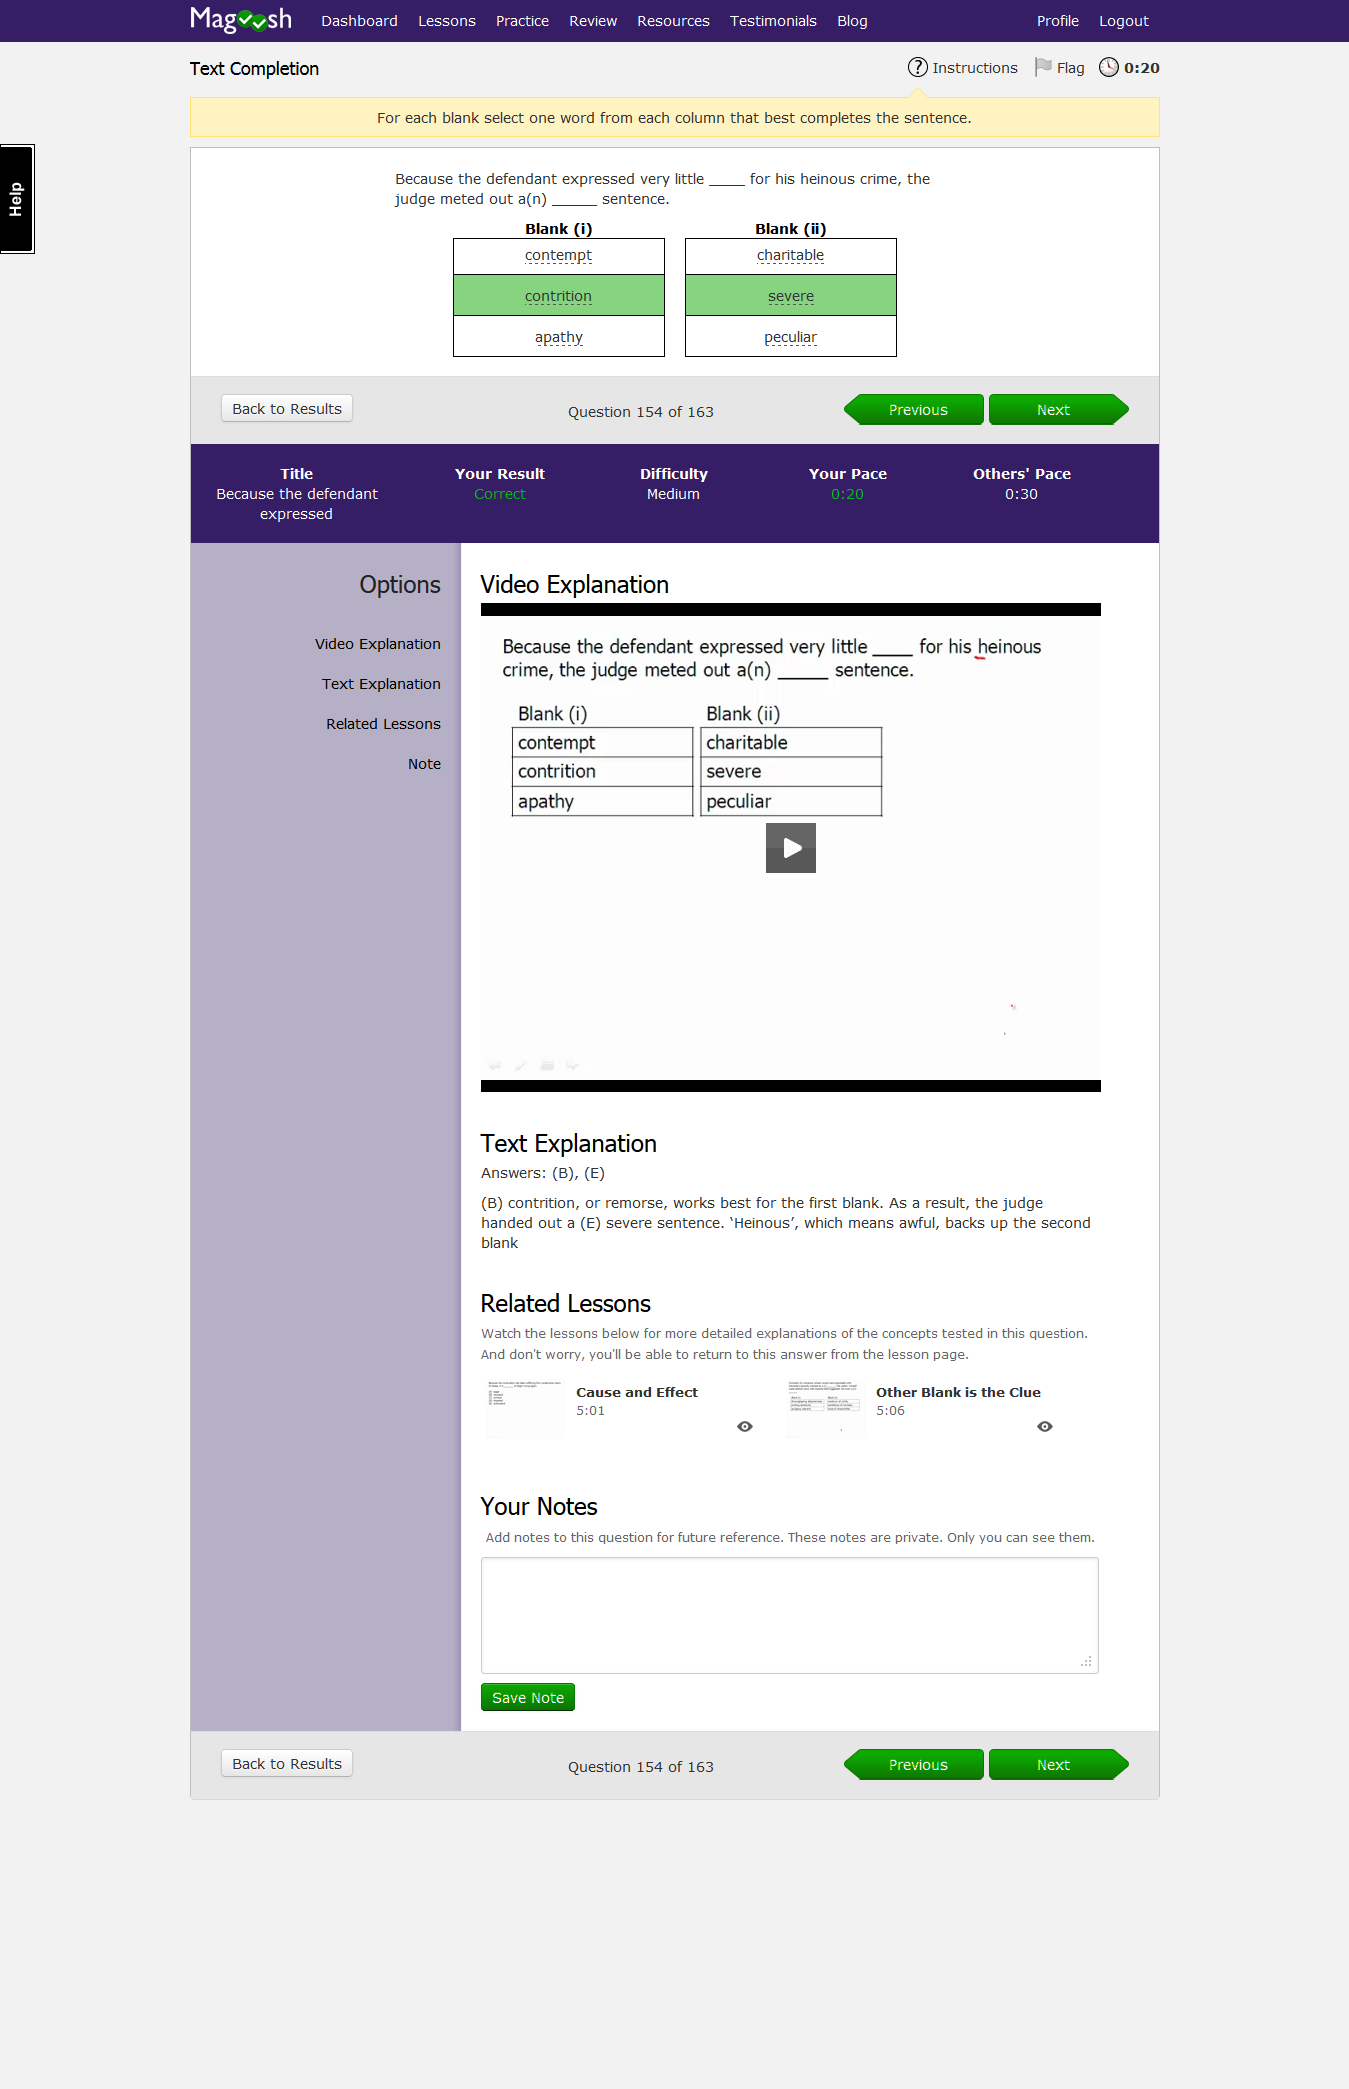 Magoosh Dashboard Lessons Practice Review Resources Testimonials Blog Profile Logout
Text Completion Instructions Flag 0:20
For each blank select one word from each column that best completes the sentence.
Help
Because the defendant expressed very little _____ for his heinous crime, the
judge meted out a(n) ______ sentence.
Blank (i) Blank (ii)
contempt charitable
contrition severe
apathy peculiar
Back to Results Question 154 of 163 Previous Next
Title Your Result Difficulty Your Pace Others' Pace
Because the defendant Correct Medium 0:20 0:30
expressed
Options
Video Explanation
Text Explanation
Related Lessons
Note
Video Explanation
Because the defendant expressed very little ____ for his heinous
crime, the judge meted out a(n) _____ sentence.
Blank (i) Blank (ii)
contempt charitable
contrition severe
apathy peculiar
Text Explanation
Answers: (B), (E)
(B) contrition, or remorse, works best for the first blank. As a result, the judge
handed out a (E) severe sentence. ‘Heinous’, which means awful, backs up the second
blank
Related Lessons
Watch the lessons below for more detailed explanations of the concepts tested in this question.
And don't worry, you'll be able to return to this answer from the lesson page.
Cause and Effect Other Blank is the Clue
5:01 5:06
Your Notes
Add notes to this question for future reference. These notes are private. Only you can see them.
Save Note
Back to Results Question 154 of 163 Previous Next